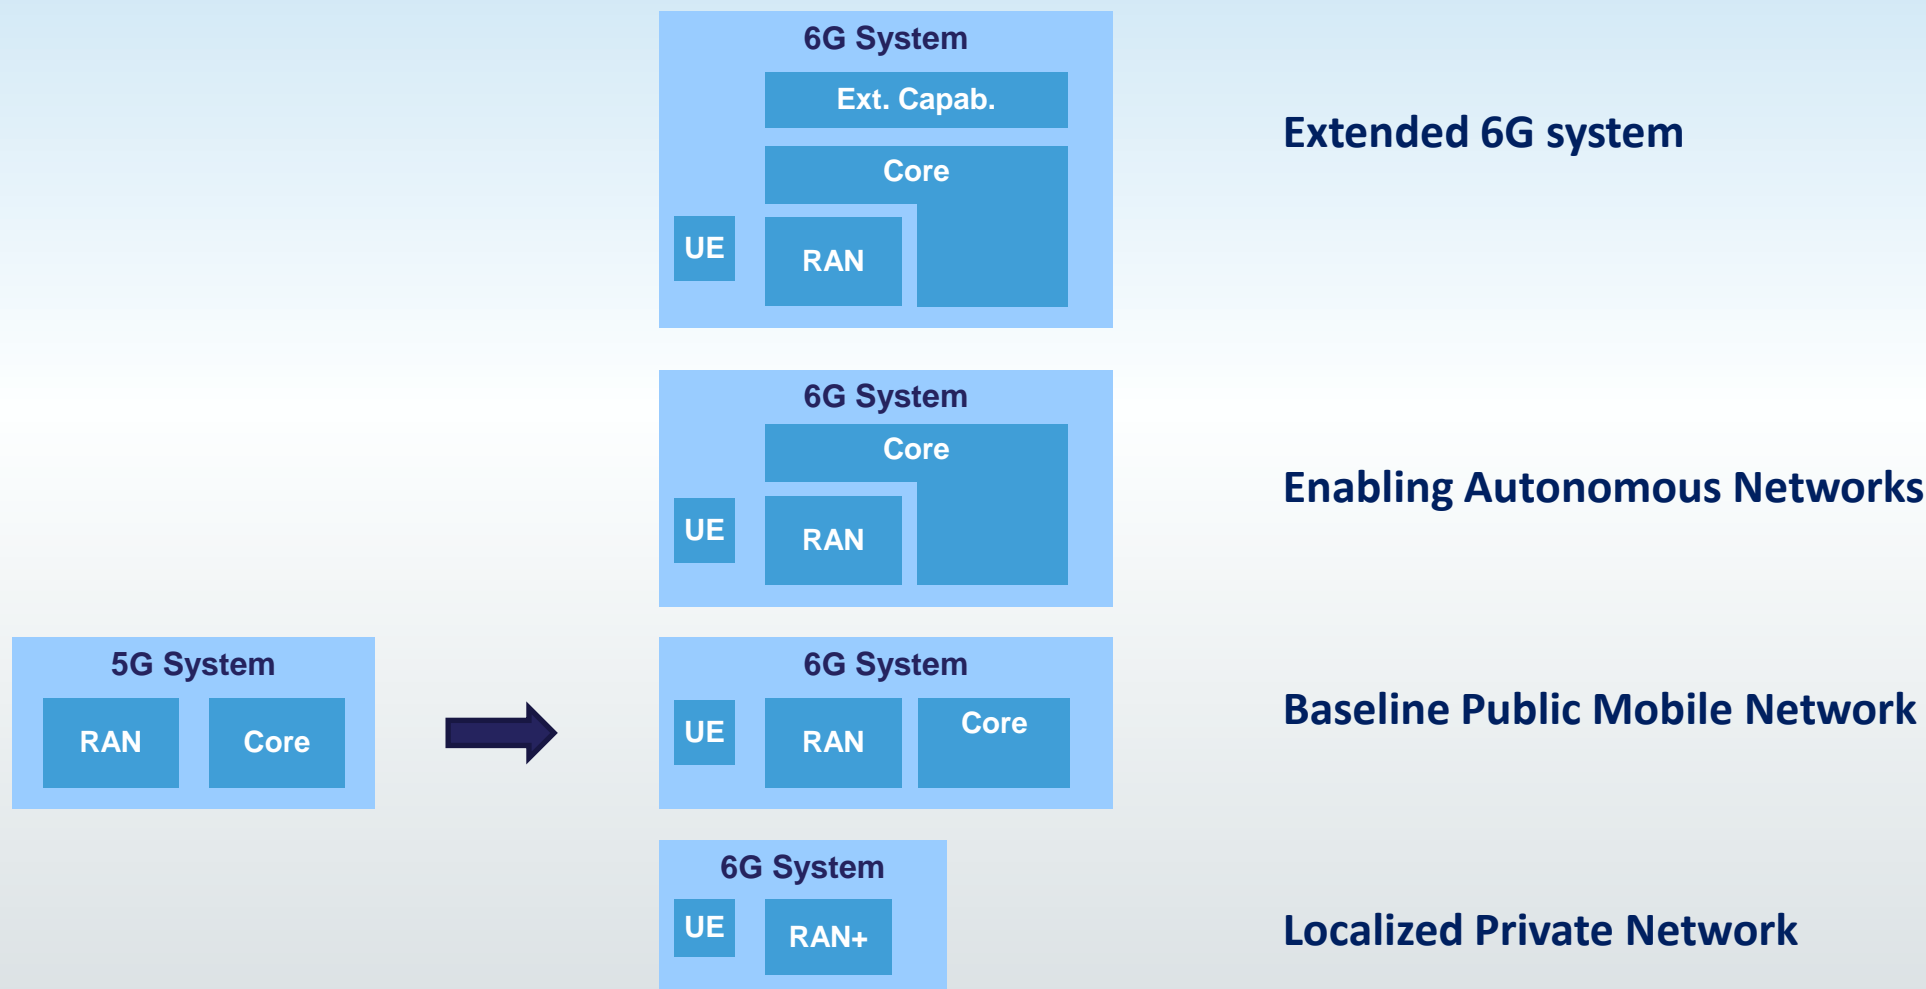 6G System
Ext. Capab.
Core
UE
RAN
Extended 6G system
6G System
Core
UE
RAN
Enabling Autonomous Networks
5G System
RAN
Core
6G System
UE
RAN
Core
Baseline Public Mobile Network
6G System
UE
RAN+
Localized Private Network